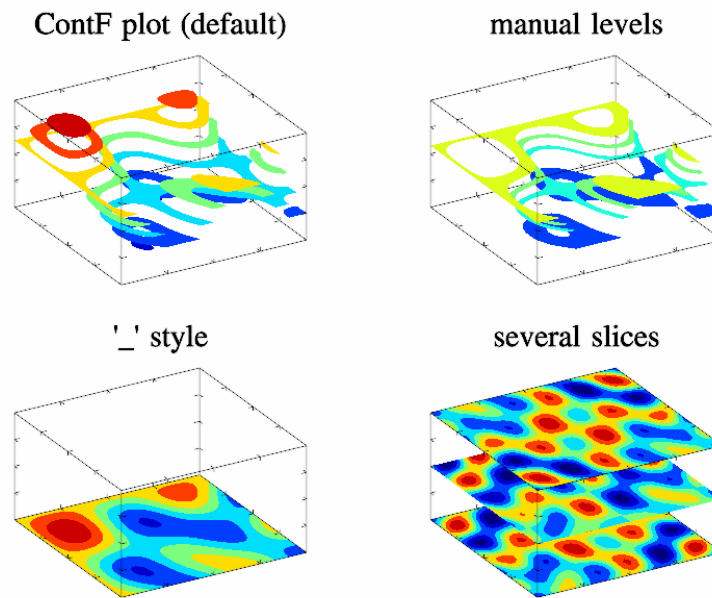 ContF plot (default)
manual levels
'_' style
several slices